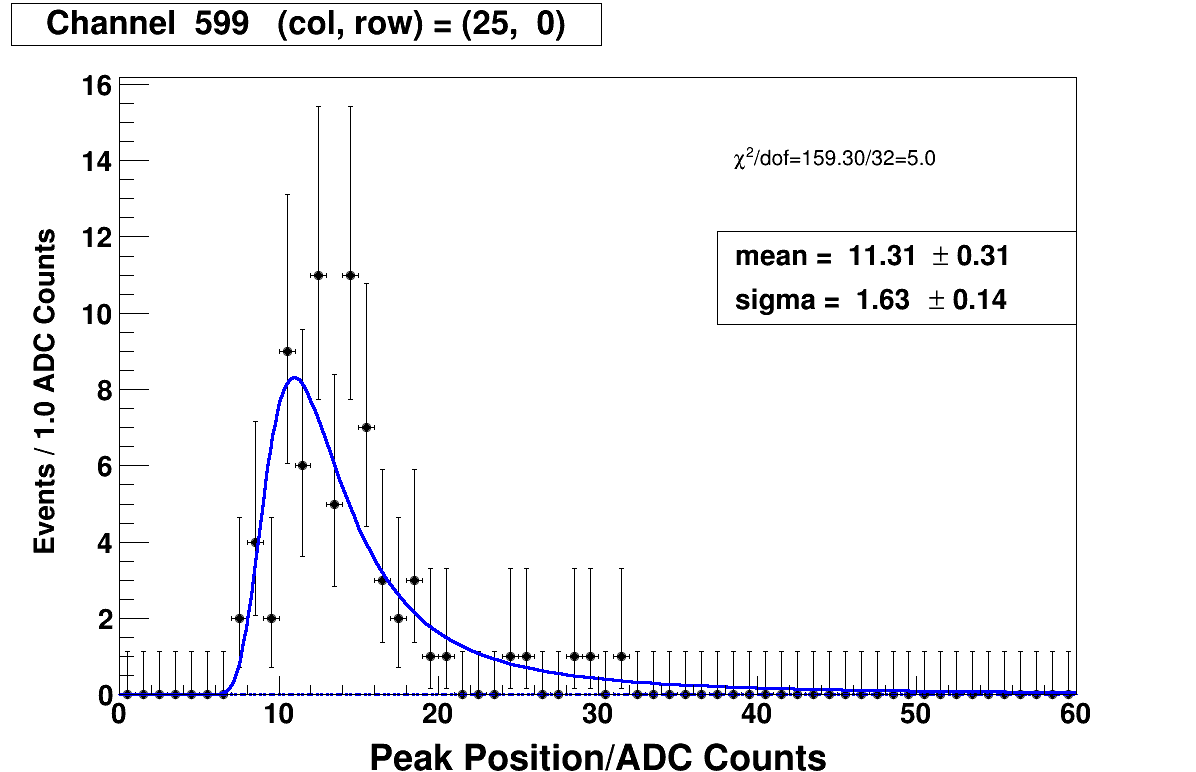 Channel 599 (col, row) = (25, 0)
16
14
12
10
8
6
4
2
0
Events / 1.0 ADC Counts
χ²/dof=159.30/32=5.0
mean = 11.31 ± 0.31
sigma = 1.63 ± 0.14
0 10 20 30 40 50 60
Peak Position/ADC Counts